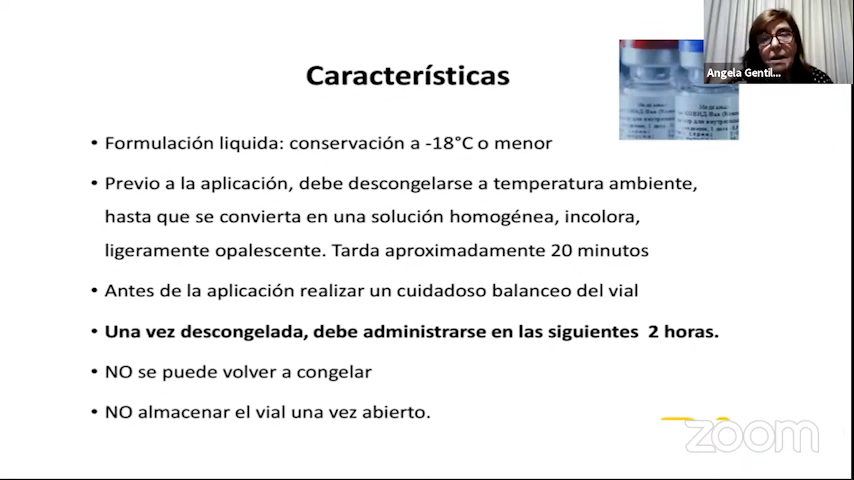 Angela Gentil...
Características
• Formulación liquida: conservación a -18°C o menor
• Previo a la aplicación, debe descongelarse a temperatura ambiente,
hasta que se convierta en una solución homogénea, incolora,
ligeramente opalescente. Tarda aproximadamente 20 minutos
• Antes de la aplicación realizar un cuidadoso balanceo del vial
• Una vez descongelada, debe administrarse en las siguientes 2 horas.
• NO se puede volver a congelar
• NO almacenar el vial una vez abierto.
zoom